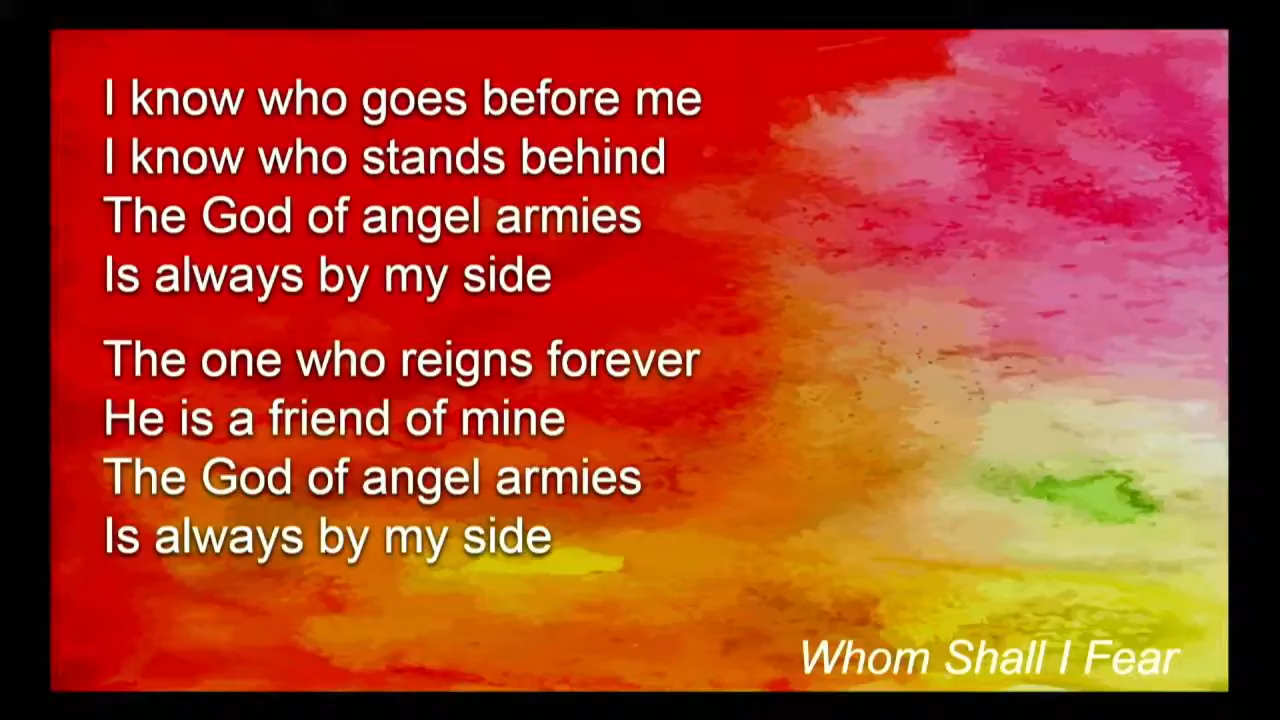 I know who goes before me
I know who stands behind
The God of angel armies
Is always by my side
The one who reigns forever
He is a friend of mine
The God of angel armies
Is always by my side
Whom Shall I Fear